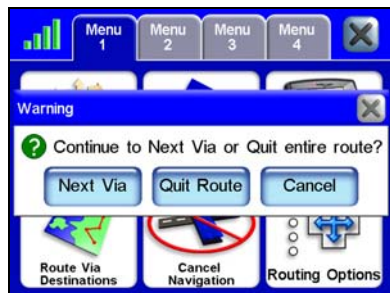 Menu 1
Menu 2
Menu 3
Menu 4
Warning
Continue to Next Via or Quit entire route?
Next Via
Quit Route
Cancel
Route Via
Destinations
Cancel
Navigation
Routing Options